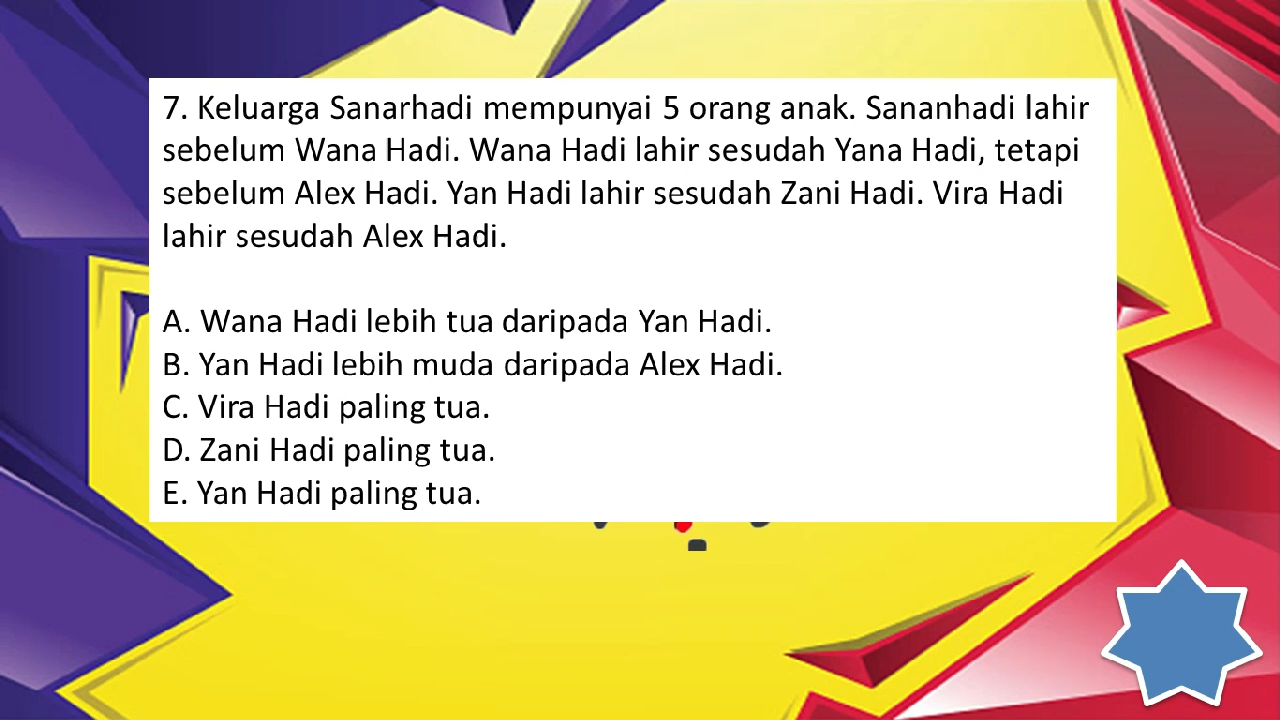 7. Keluarga Sanarhadi mempunyai 5 orang anak. Sananhadi lahir
sebelum Wana Hadi. Wana Hadi lahir sesudah Yana Hadi, tetapi
sebelum Alex Hadi. Yan Hadi lahir sesudah Zani Hadi. Vira Hadi
lahir sesudah Alex Hadi.
A. Wana Hadi lebih tua daripada Yan Hadi.
B. Yan Hadi lebih muda daripada Alex Hadi.
C. Vira Hadi paling tua.
D. Zani Hadi paling tua.
E. Yan Hadi paling tua.